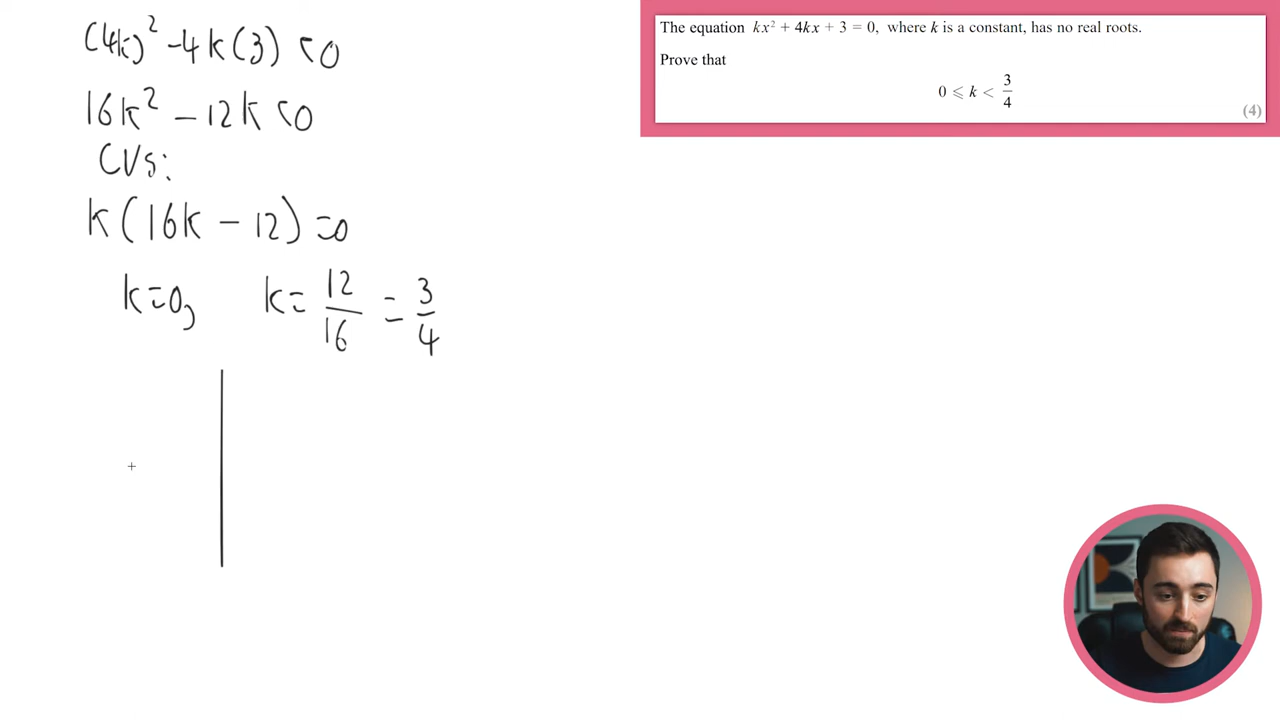 (4k)² - 4k(3) < 0
16k² - 12k < 0
CVs:
k(16k - 12) = 0
k=0, k = 12/16 = 3/4
The equation kx² + 4kx + 3 = 0, where k is a constant, has no real roots.
Prove that
0 ⩽ k < 3/4
(4)